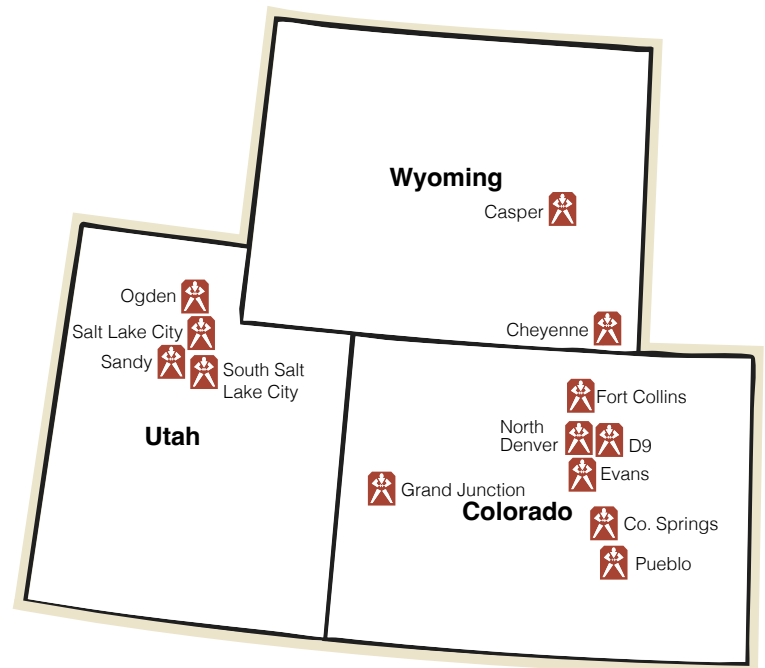 Wyoming
Casper
Cheyenne
Ogden
Salt Lake City
Sandy
South Salt
Lake City
Utah
Fort Collins
North
Denver
D9
Evans
Grand Junction
Colorado
Co. Springs
Pueblo